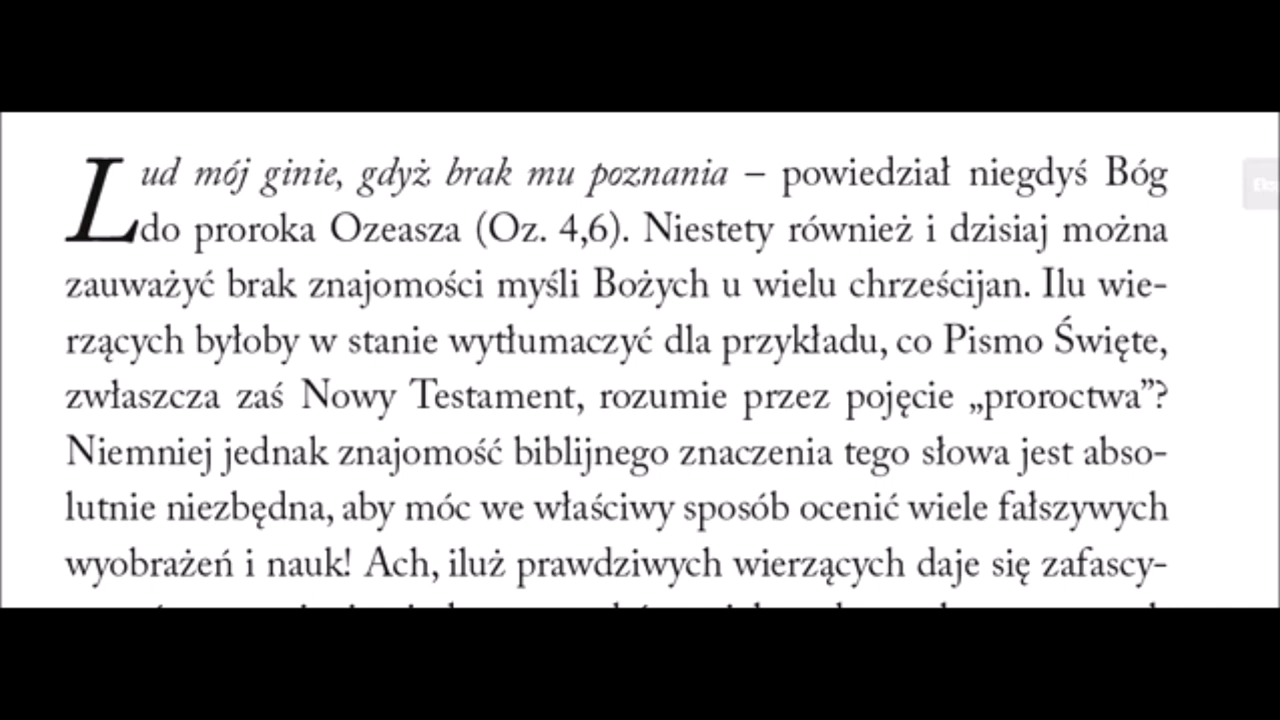 Lud mój ginie, gdyż brak mu poznania – powiedział niegdyś Bóg
do proroka Ozeasza (Oz. 4,6). Niestety również i dzisiaj można
zauważyć brak znajomości myśli Bożych u wielu chrześcijan. Ilu wie-
rzących byłoby w stanie wytłumaczyć dla przykładu, co Pismo Święte,
zwłaszcza zaś Nowy Testament, rozumie przez pojęcie „proroctwa”?
Niemniej jednak znajomość biblijnego znaczenia tego słowa jest abso-
lutnie niezbędna, aby móc we właściwy sposób ocenić wiele fałszywych
wyobrażeń i nauk! Ach, iluż prawdziwych wierzących daje się zafascy-